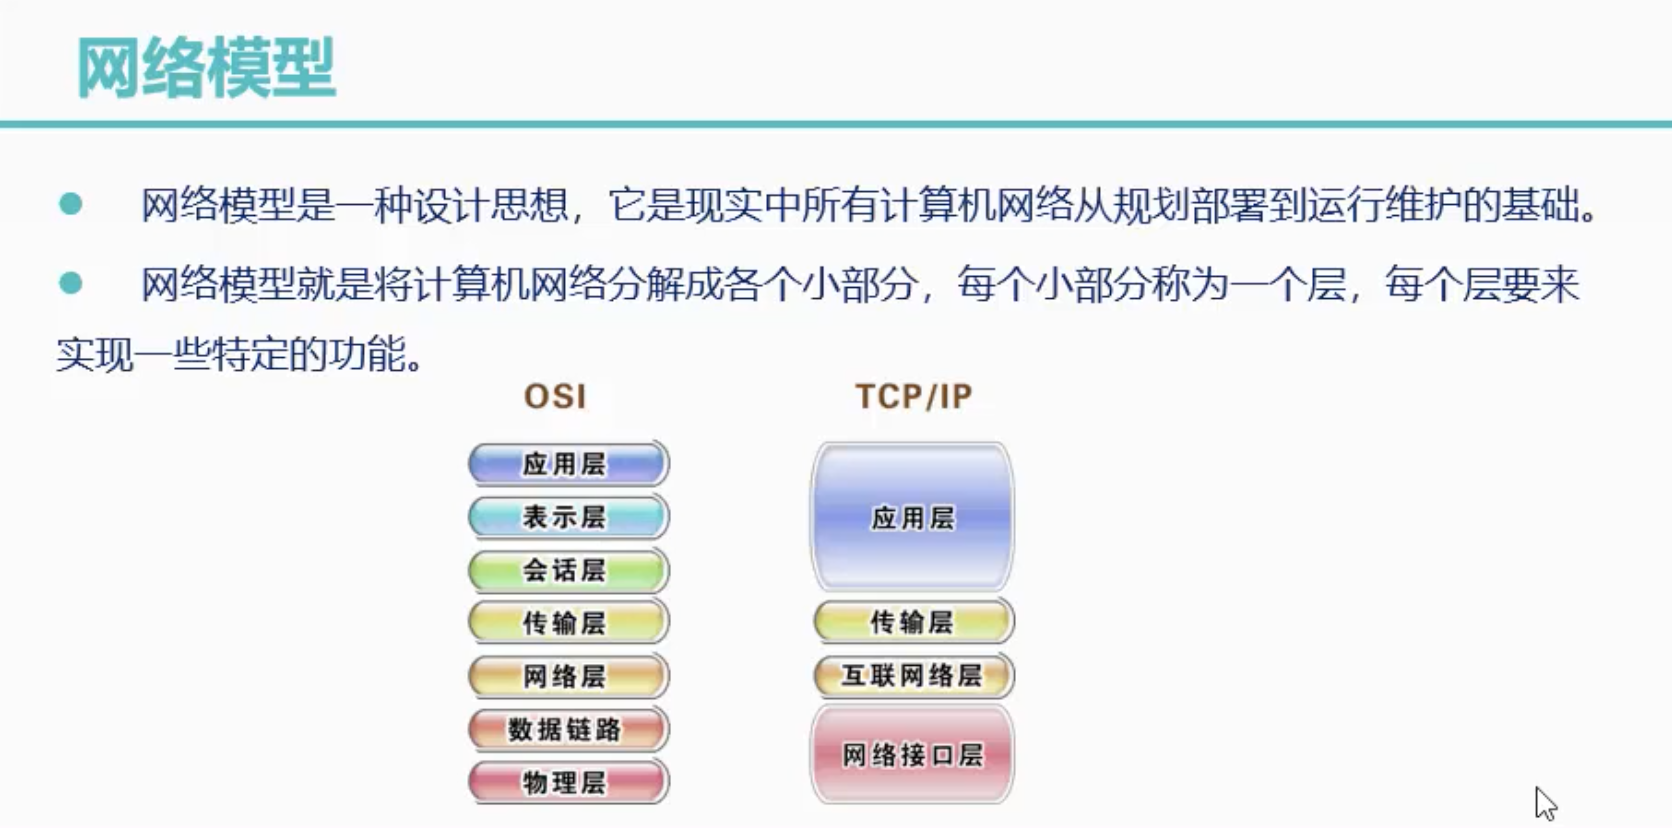 网络模型
网络模型是一种设计思想，它是现实中所有计算机网络从规划部署到运行维护的基础。
网络模型就是将计算机网络分解成各个小部分，每个小部分称为一个层，每个层要来
实现一些特定的功能。
OSI
应用层
表示层
会话层
传输层
网络层
数据链路
物理层
TCP/IP
应用层
传输层
互联网络层
网络接口层